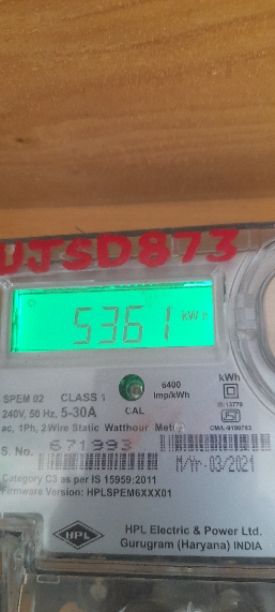 UJSD873
5361 kWh
6400
imp/kWh
kWh
SPEM 02 CLASS 1
240V, 50 Hz, 5-30A
CAL
IS:13779
ac, 1Ph, 2Wire Static Watthour Meter
S. No. 671993
M/Yr-03/2021
Category C3 as per IS 15959:2011
Firmware Version: HPLSPEM6XXX01
HPL
HPL Electric & Power Ltd.
Gurugram (Haryana) INDIA